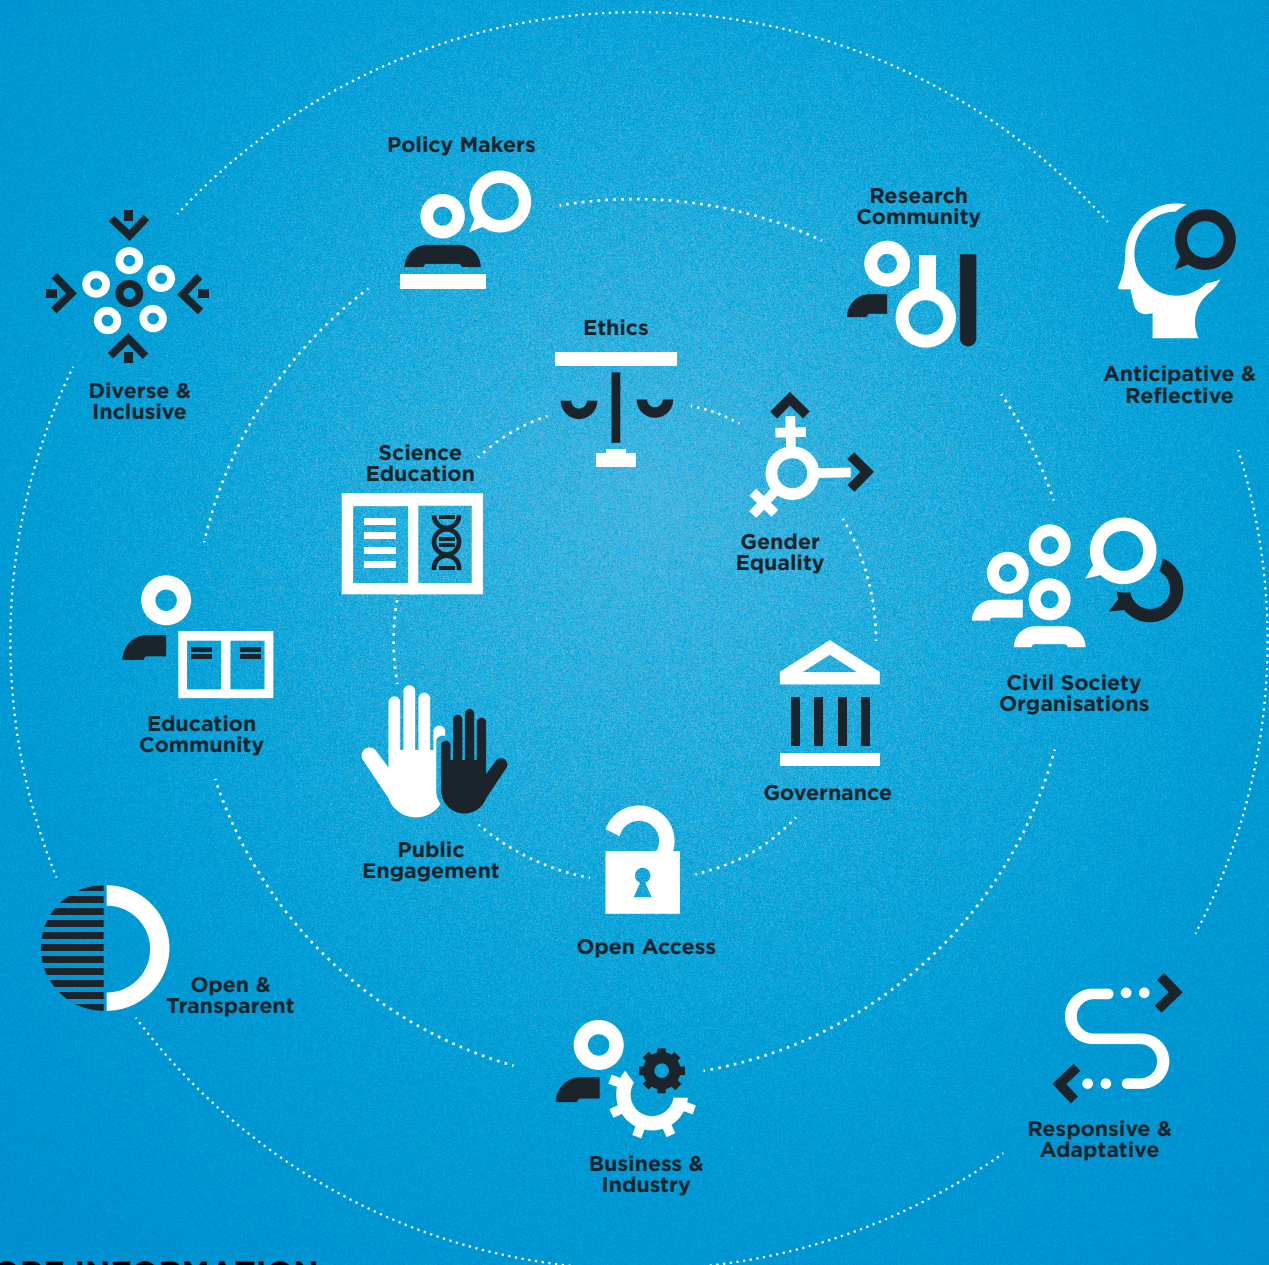 Policy Makers
Research
Community
Ethics
Anticipative &
Reflective
Diverse &
Inclusive
Science
Education
Gender
Equality
Civil Society
Organisations
Education
Community
Governance
Public
Engagement
Open Access
Open &
Transparent
Responsive &
Adaptative
Business &
Industry
INFORMATION